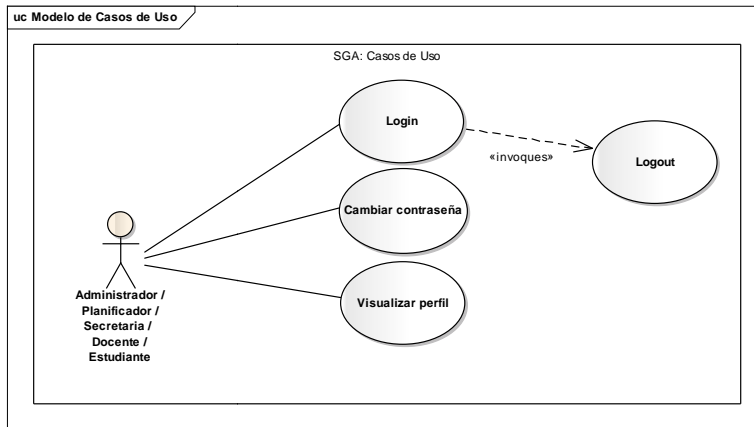 uc Modelo de Casos de Uso
SGA: Casos de Uso
Login
«invoques»
Logout
Cambiar contraseña
Visualizar perfil
Administrador /
Planificador /
Secretaria /
Docente /
Estudiante